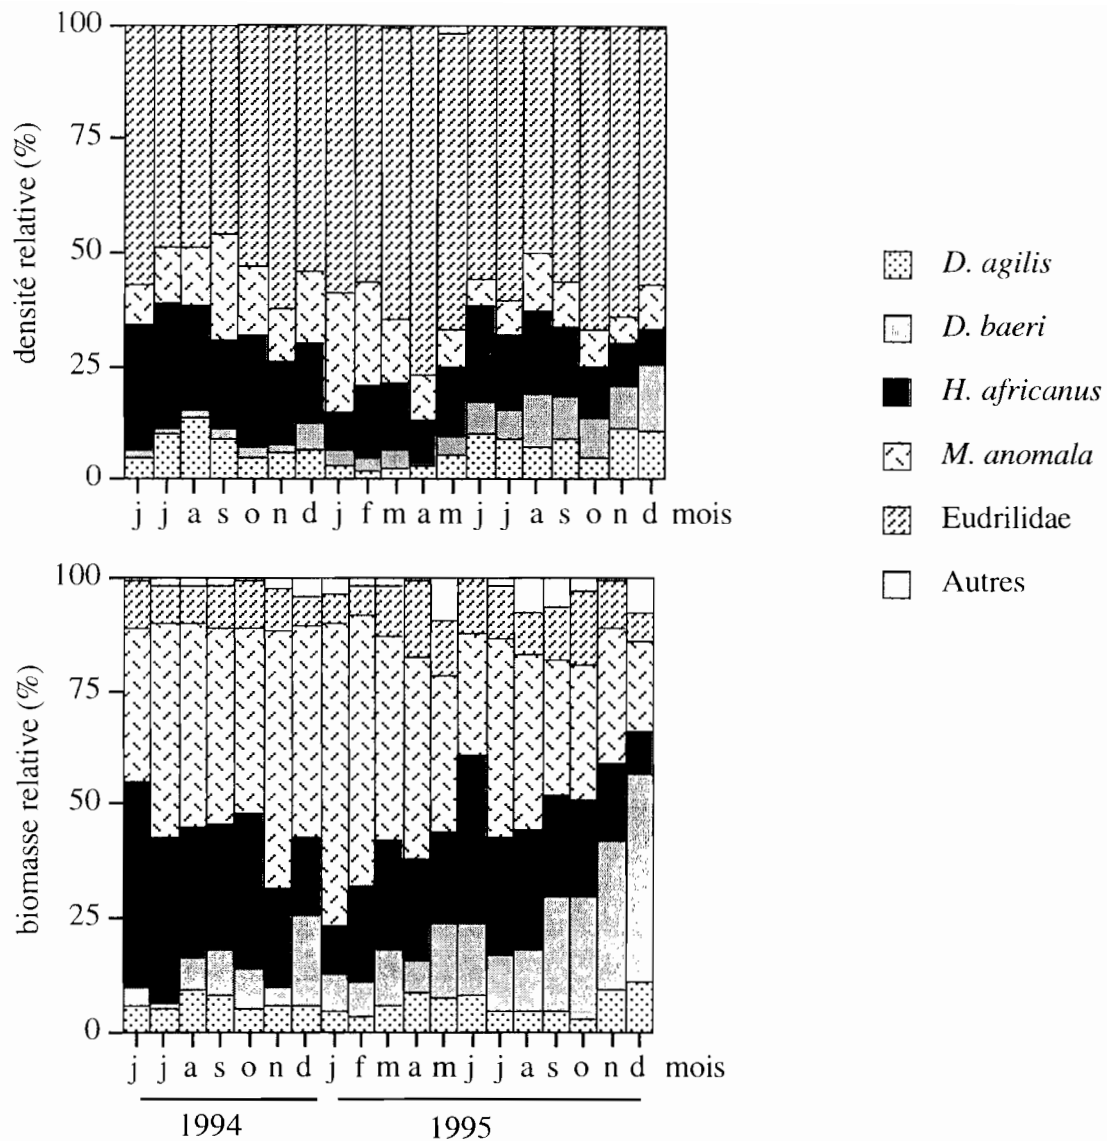 densité relative (%)
100
75
50
25
0
j j a s o n d j f m a m j j a s o n d mois
D. agilis
D. baeri
H. africanus
M. anomala
Eudrilidae
Autres
biomasse relative (%)
100
75
50
25
0
j j a s o n d j f m a m j j a s o n d mois
1994 1995